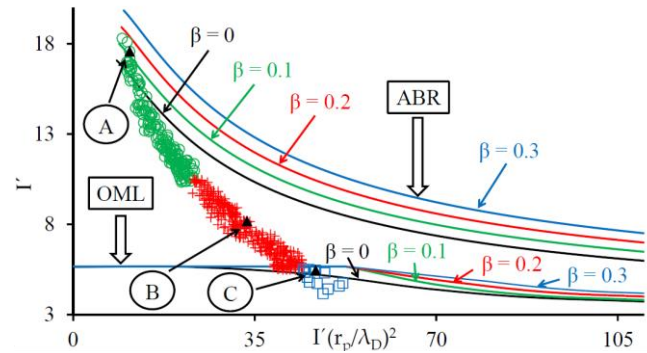 18
13
8
3
I′
β = 0
β = 0.1
β = 0.2
ABR
β = 0.3
A
OML
B
C
β = 0
β = 0.1
β = 0.2
β = 0.3
0
35
70
105
I′(rp/λD)²